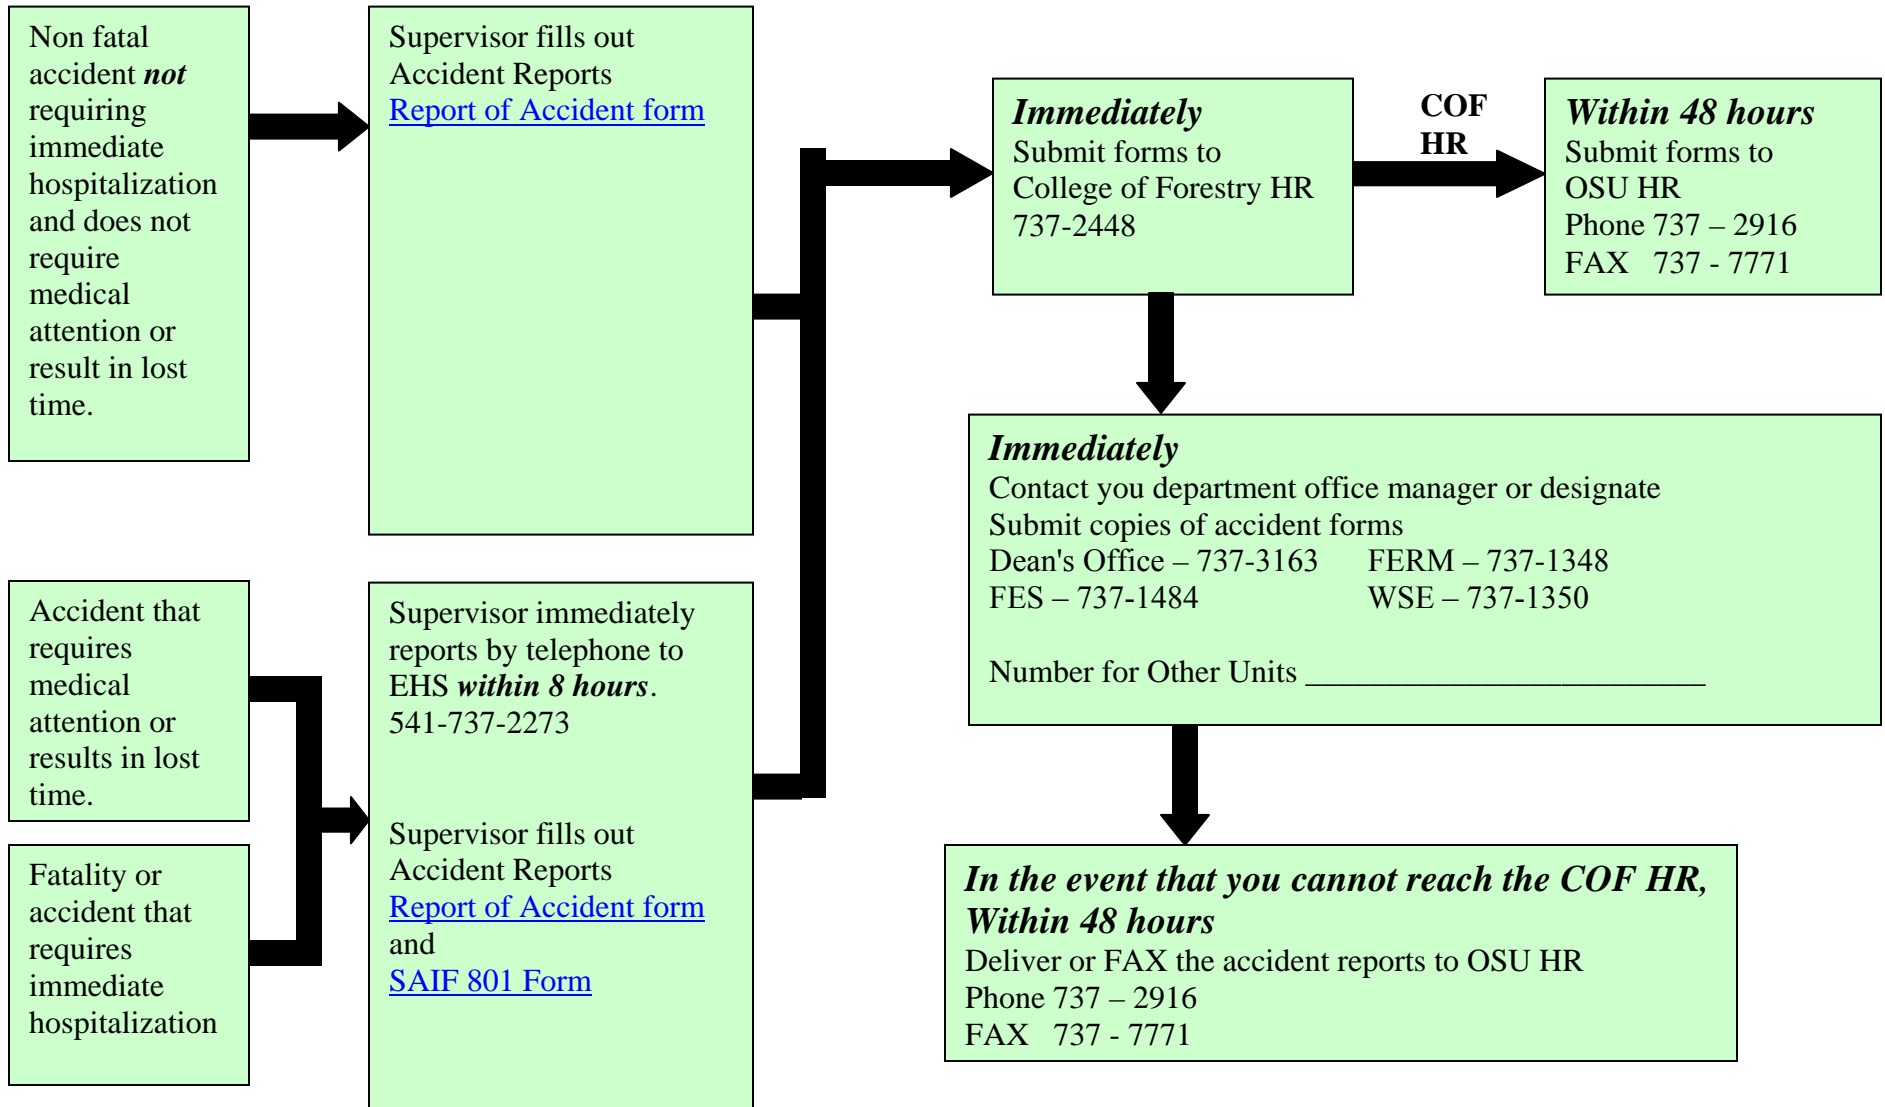 Non fatal
accident not
requiring
immediate
hospitalization
and does not
require
medical
attention or
result in lost
time.
Supervisor fills out
Accident Reports
Report of Accident form
Immediately
Submit forms to
College of Forestry HR
737-2448
COF
HR
Within 48 hours
Submit forms to
OSU HR
Phone 737 – 2916
FAX 737 - 7771
Immediately
Contact you department office manager or designate
Submit copies of accident forms
Dean's Office – 737-3163 FERM – 737-1348
FES – 737-1484 WSE – 737-1350
Number for Other Units _________________________
Accident that
requires
medical
attention or
results in lost
time.
Fatality or
accident that
requires
immediate
hospitalization
Supervisor immediately
reports by telephone to
EHS within 8 hours.
541-737-2273
Supervisor fills out
Accident Reports
Report of Accident form
and
SAIF 801 Form
In the event that you cannot reach the COF HR,
Within 48 hours
Deliver or FAX the accident reports to OSU HR
Phone 737 – 2916
FAX 737 - 7771